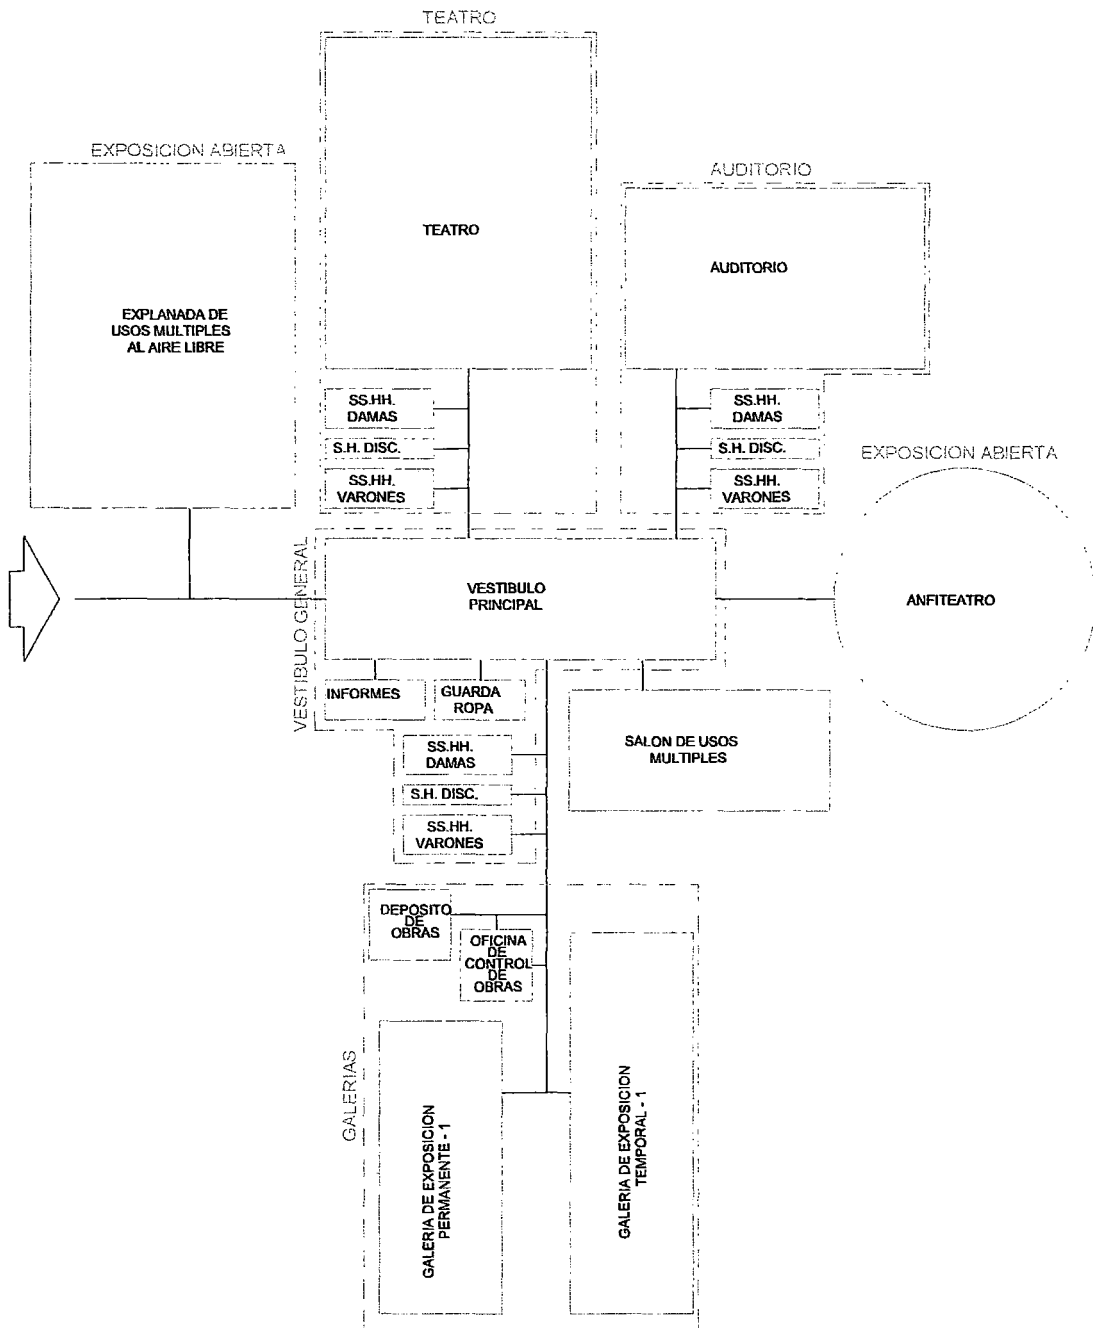 TEATRO
EXPOSICION ABIERTA
AUDITORIO
TEATRO
AUDITORIO
EXPLANADA DE
USOS MULTIPLES
AL AIRE LIBRE
SS.HH.
DAMAS
S.H. DISC.
SS.HH.
VARONES
SS.HH.
DAMAS
S.H. DISC.
SS.HH.
VARONES
EXPOSICION ABIERTA
VESTIBULO GENERAL
VESTIBULO
PRINCIPAL
ANFITEATRO
INFORMES
GUARDA
ROPA
SALON DE USOS
MULTIPLES
SS.HH.
DAMAS
S.H. DISC.
SS.HH.
VARONES
DEPOSITO
DE
OBRAS
OFICINA
DE
CONTROL
DE
OBRAS
GALERIAS
GALERIA DE EXPOSICION
PERMANENTE - 1
GALERIA DE EXPOSICION
TEMPORAL - 1